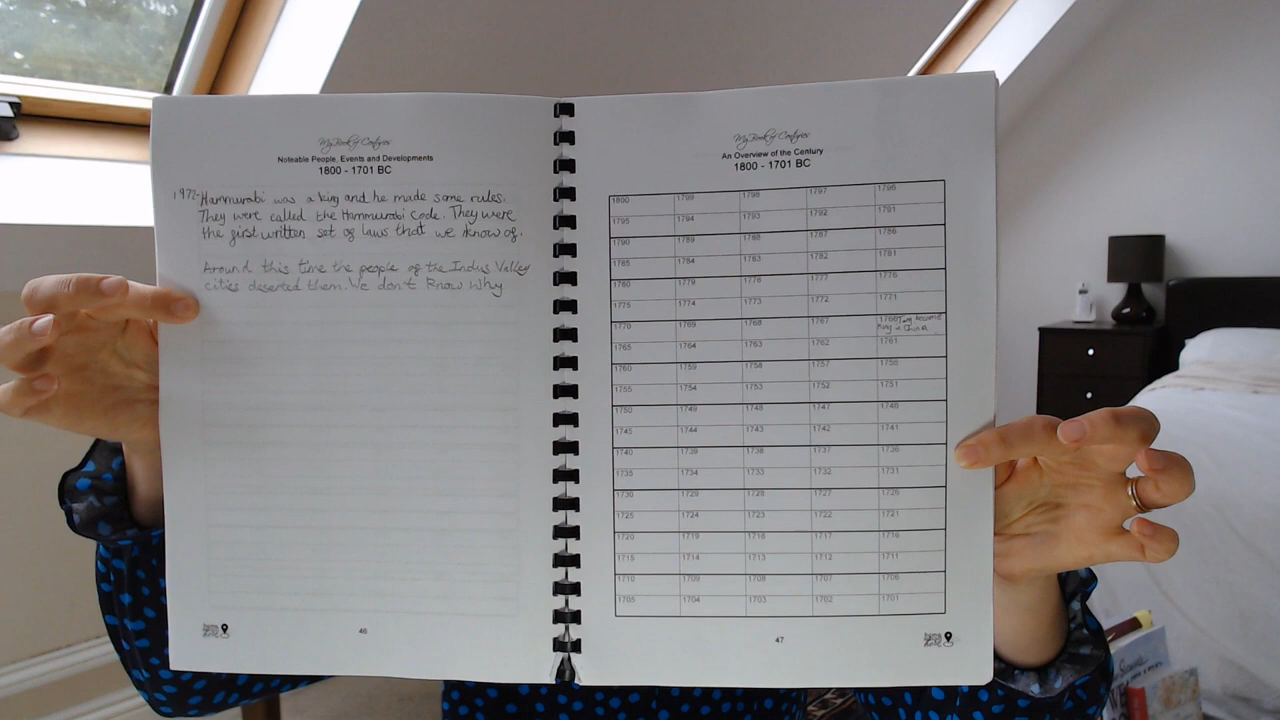 My Book of Centuries
Noteable People, Events and Developments
1800 - 1701 BC
1972- Hammurabi was a king and he made some rules.
They were called the Hammurabi Code. They were
the first written set of laws that we know of.
Around this time the people of the Indus Valley
cities deserted them. We don't know why
46
My Book of Centuries
An Overview of the Century
1800 - 1701 BC
1800 1799 1798 1797 1796
1795 1794 1793 1792 1791
1790 1789 1788 1787 1786
1785 1784 1783 1782 1781
1780 1779 1778 1777 1776
1775 1774 1773 1772 1771
1770 1769 1768 1767 1766 Tang become
King in China
1765 1764 1763 1762 1761
1760 1759 1758 1757 1756
1755 1754 1753 1752 1751
1750 1749 1748 1747 1746
1745 1744 1743 1742 1741
1740 1739 1738 1737 1736
1735 1734 1733 1732 1731
1730 1729 1728 1727 1726
1725 1724 1723 1722 1721
1720 1719 1718 1717 1716
1715 1714 1713 1712 1711
1710 1709 1708 1707 1706
1705 1704 1703 1702 1701
47